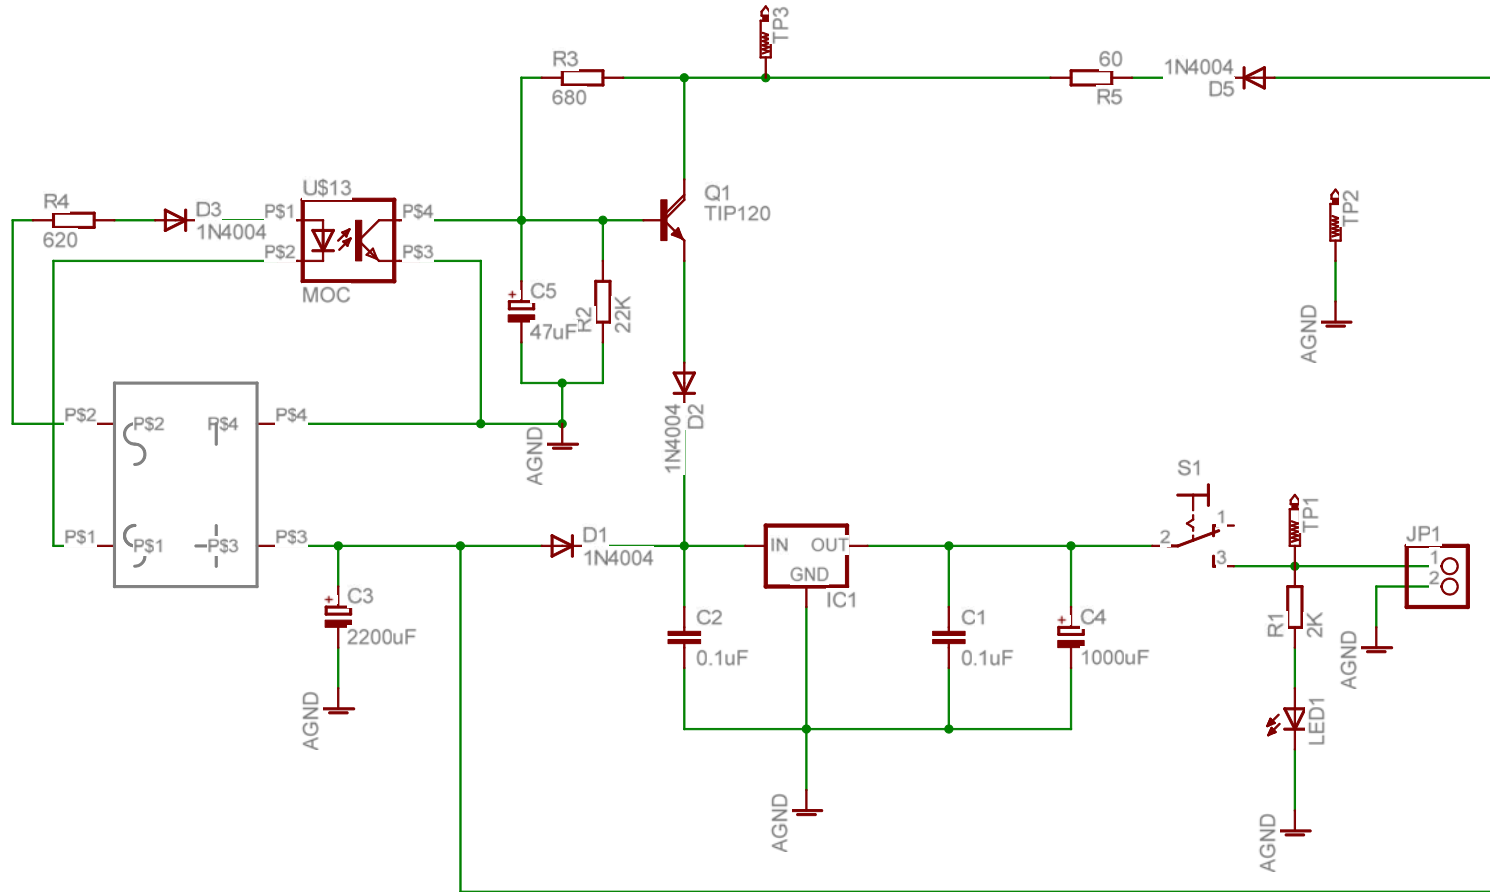 TP3
R3
680
60
R5
1N4004
D5
U$13
R4
620
D3
1N4004
P$1
P$2
P$4
P$3
MOC
Q1
TIP120
TP2
AGND
C5
47uF
R2
22K
P$2
P$2
P$4
P$4
AGND
1N4004
D2
P$1
P$1
P$3
P$3
D1
1N4004
IN
OUT
GND
IC1
S1
1
2
3
TP1
JP1
1
2
C3
2200uF
AGND
C2
0.1uF
C1
0.1uF
C4
1000uF
R1
2K
AGND
LED1
AGND
AGND